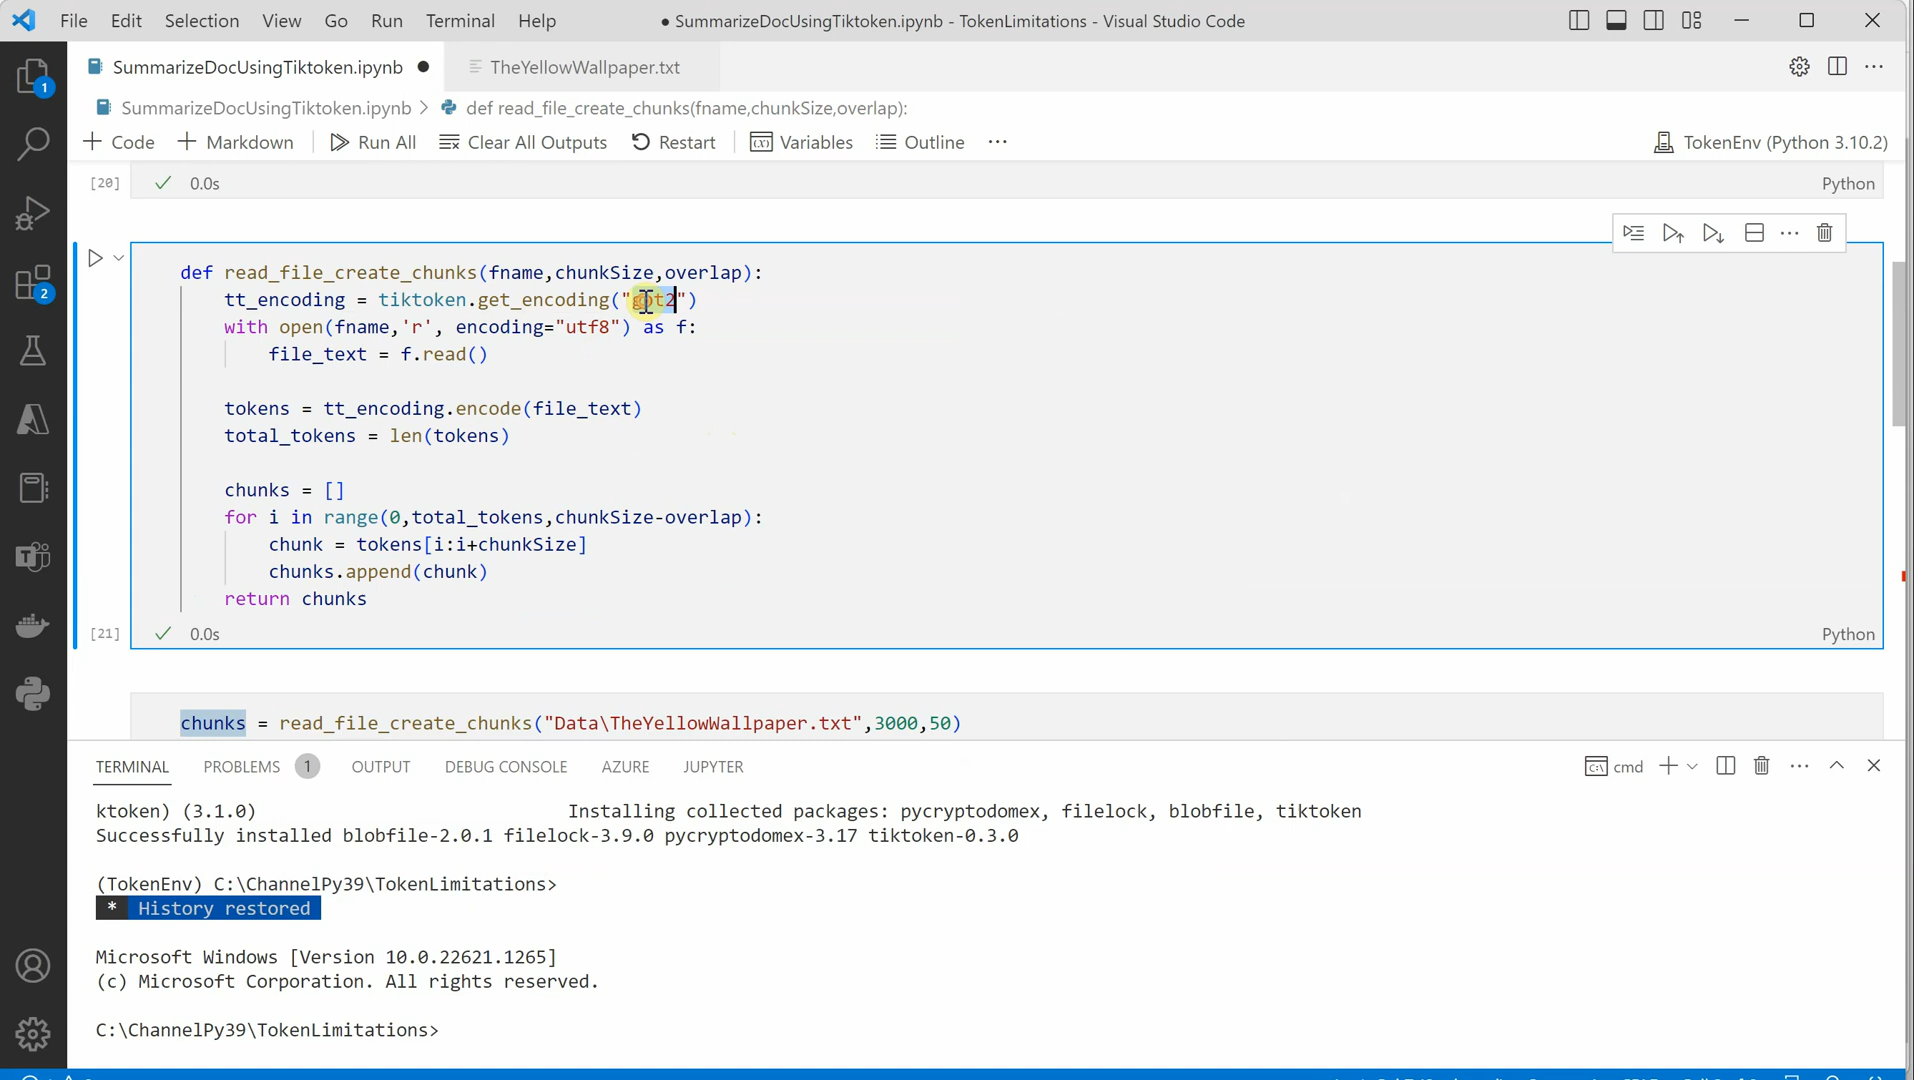 File Edit Selection View Go Run Terminal Help
● SummarizeDocUsingTiktoken.ipynb - TokenLimitations - Visual Studio Code
SummarizeDocUsingTiktoken.ipynb ●
TheYellowWallpaper.txt
1
SummarizeDocUsingTiktoken.ipynb > def read_file_create_chunks(fname,chunkSize,overlap):
+ Code + Markdown Run All Clear All Outputs Restart Variables Outline ...
TokenEnv (Python 3.10.2)
[20] ✓ 0.0s Python
2
def read_file_create_chunks(fname,chunkSize,overlap):
tt_encoding = tiktoken.get_encoding("gpt2")
with open(fname,'r', encoding="utf8") as f:
file_text = f.read()
tokens = tt_encoding.encode(file_text)
total_tokens = len(tokens)
chunks = []
for i in range(0,total_tokens,chunkSize-overlap):
chunk = tokens[i:i+chunkSize]
chunks.append(chunk)
return chunks
[21] ✓ 0.0s Python
chunks = read_file_create_chunks("Data\TheYellowWallpaper.txt",3000,50)
TERMINAL PROBLEMS 1 OUTPUT DEBUG CONSOLE AZURE JUPYTER
cmd
ktoken) (3.1.0) Installing collected packages: pycryptodomex, filelock, blobfile, tiktoken
Successfully installed blobfile-2.0.1 filelock-3.9.0 pycryptodomex-3.17 tiktoken-0.3.0
(TokenEnv) C:\ChannelPy39\TokenLimitations>
* History restored
Microsoft Windows [Version 10.0.22621.1265]
(c) Microsoft Corporation. All rights reserved.
C:\ChannelPy39\TokenLimitations>